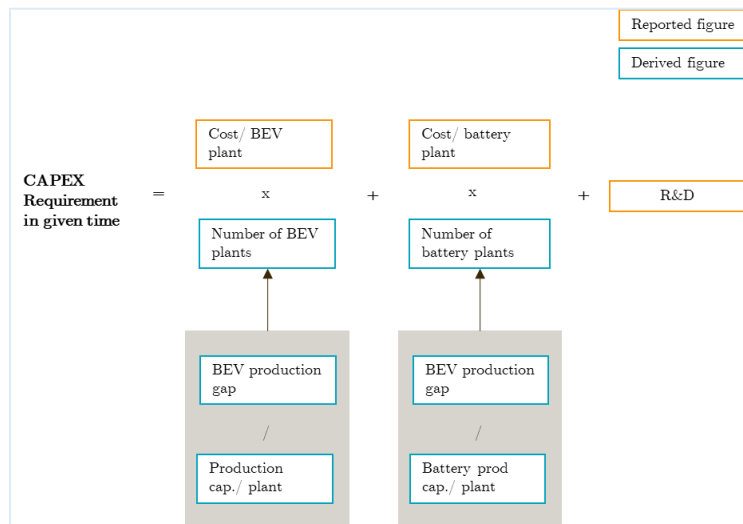 Reported figure
Derived figure
Cost/ BEV
plant
Cost/ battery
plant
CAPEX
Requirement
in given time
=
x
+
x
+
R&D
Number of BEV
plants
Number of
battery plants
BEV production
gap
BEV production
gap
/
/
Production
cap./ plant
Battery prod
cap./ plant